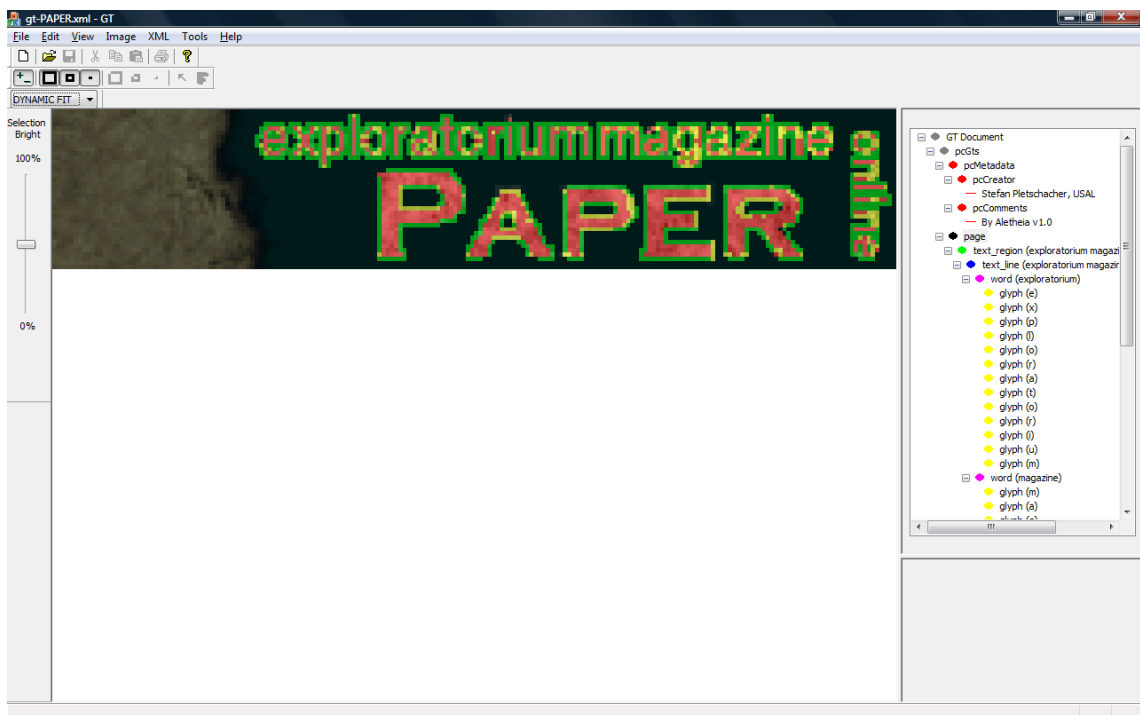 gt-PAPER.xml - GT
File Edit View Image XML Tools Help
DYNAMIC FIT
Selection
Bright
100%
0%
exploratorium magazine
PAPER
online
GT Document
pcGts
pcMetadata
pcCreator
Stefan Pletschacher, USAL
pcComments
By Aletheia v1.0
page
text_region (exploratorium magazi
text_line (exploratorium magazin
word (exploratorium)
glyph (e)
glyph (x)
glyph (p)
glyph (l)
glyph (o)
glyph (r)
glyph (a)
glyph (t)
glyph (o)
glyph (r)
glyph (i)
glyph (u)
glyph (m)
word (magazine)
glyph (m)
glyph (a)